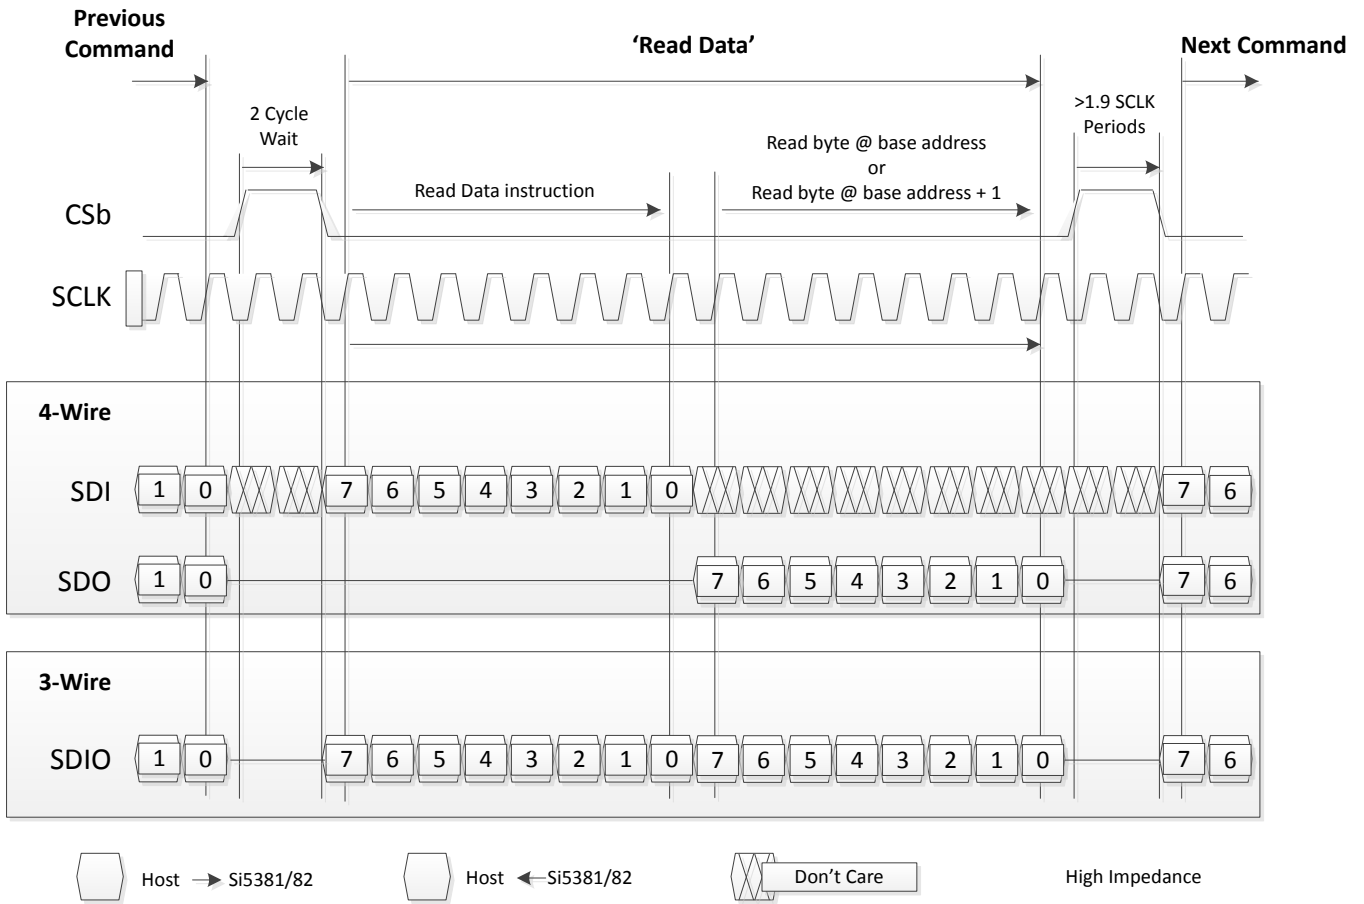 Previous
Command
'Read Data'
Next Command
2 Cycle
Wait
>1.9 SCLK
Periods
Read byte @ base address
or
Read byte @ base address + 1
Read Data instruction
CSb
SCLK
4-Wire
SDI 1 0 7 6 5 4 3 2 1 0 7 6
SDO 1 0 7 6 5 4 3 2 1 0 7 6
3-Wire
SDIO 1 0 7 6 5 4 3 2 1 0 7 6 5 4 3 2 1 0 7 6
Host Si5381/82
Host Si5381/82
Don't Care
High Impedance